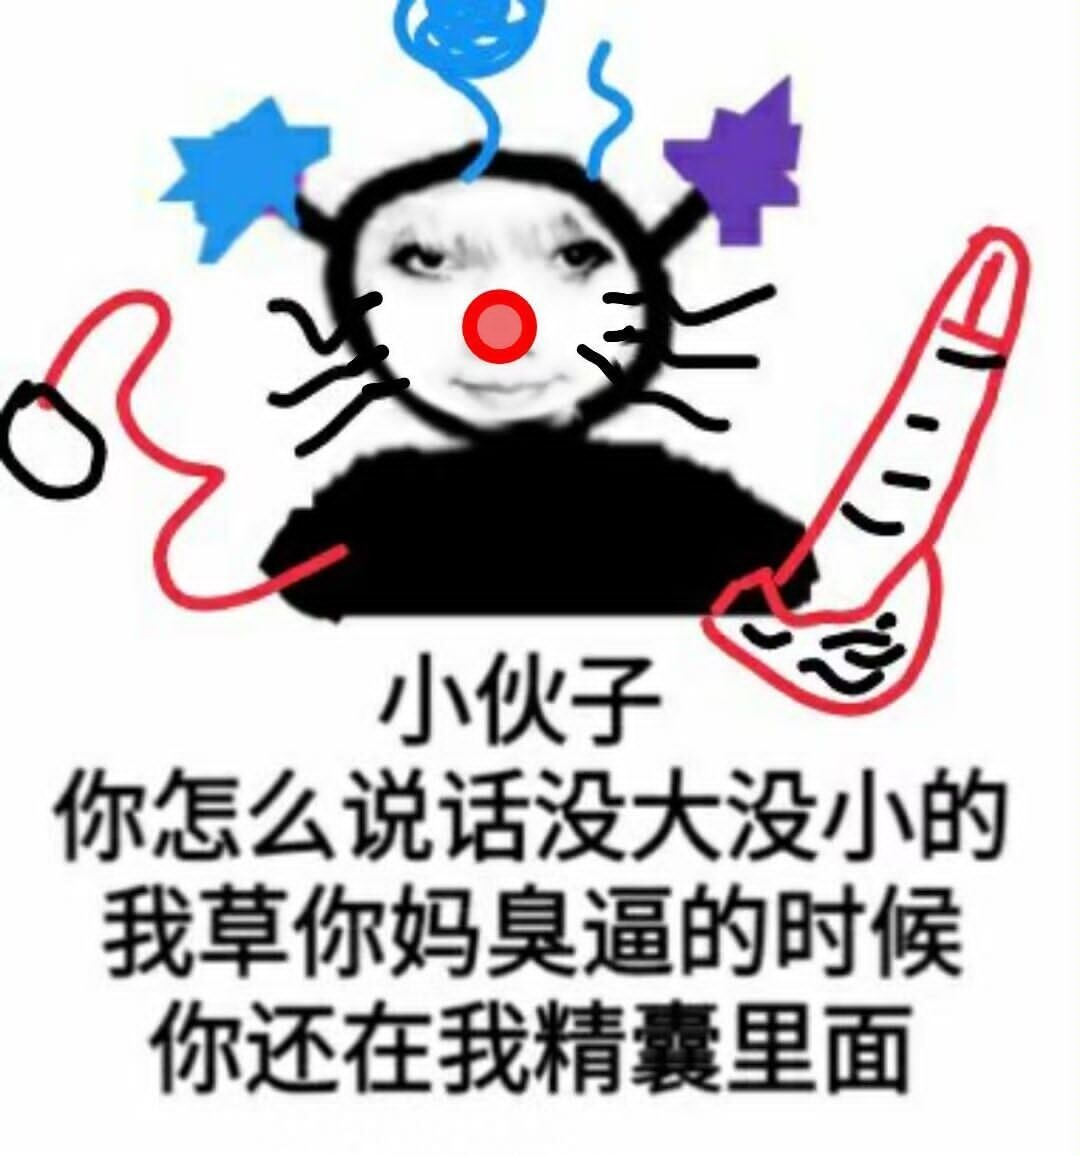 小伙子
你怎么说话没大没小的
我草你妈臭逼的时候
你还在我精囊里面